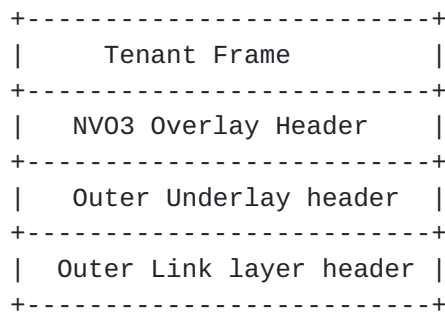 +--------------------------+
|      Tenant Frame        |
+--------------------------+
|    NVO3 Overlay Header   |
+--------------------------+
|    Outer Underlay header |
+--------------------------+
|  Outer Link layer header |
+--------------------------+